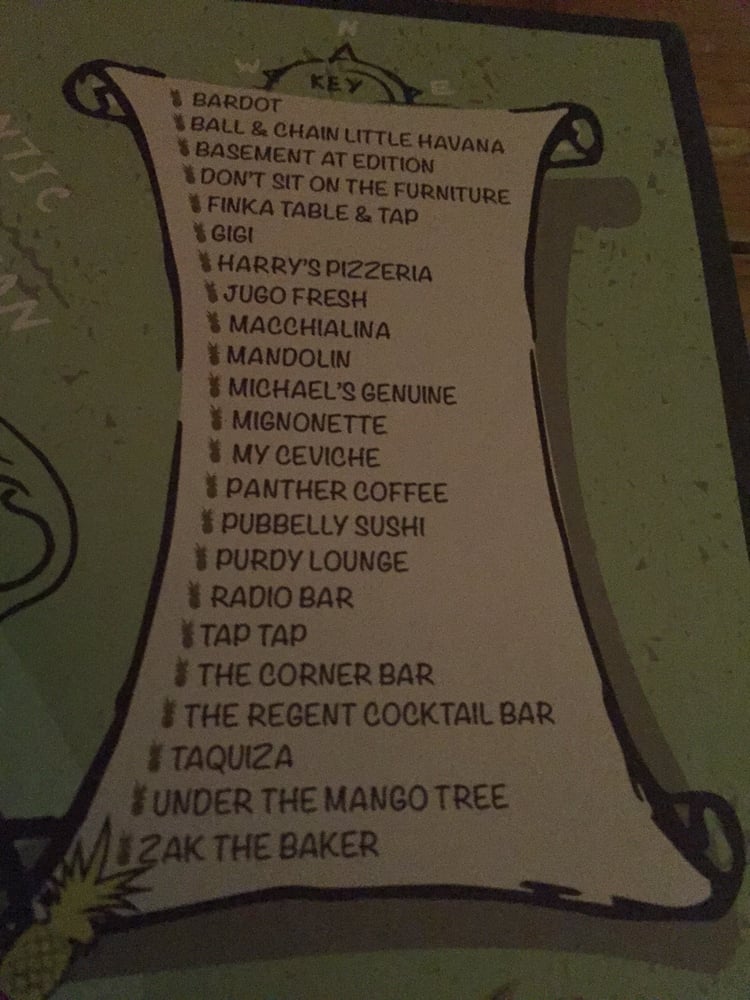 N
W
E
KEY
BARDOT
BALL & CHAIN LITTLE HAVANA
BASEMENT AT EDITION
DON'T SIT ON THE FURNITURE
FINKA TABLE & TAP
GIGI
HARRY'S PIZZERIA
JUGO FRESH
MACCHIALINA
MANDOLIN
MICHAEL'S GENUINE
MIGNONETTE
MY CEVICHE
PANTHER COFFEE
PUBBELLY SUSHI
PURDY LOUNGE
RADIO BAR
TAP TAP
THE CORNER BAR
THE REGENT COCKTAIL BAR
TAQUIZA
UNDER THE MANGO TREE
ZAK THE BAKER